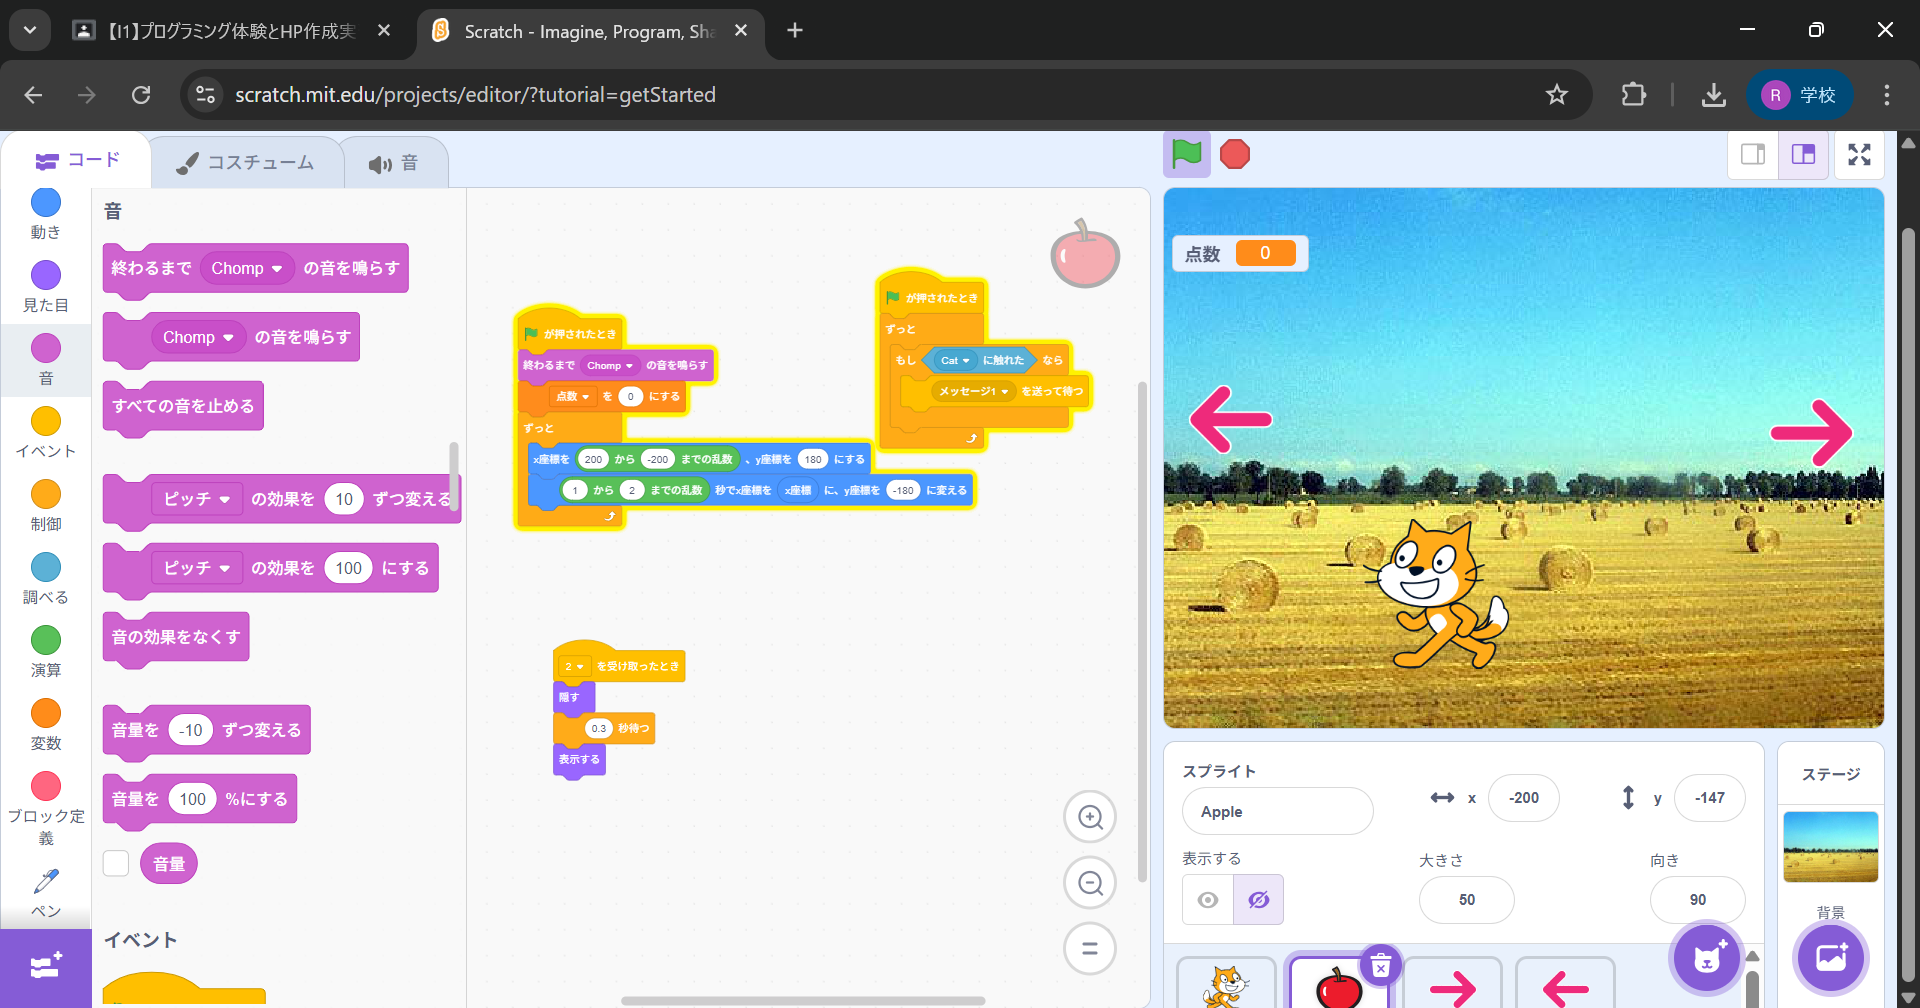 【I1】プログラミング体験とHP作成実
Scratch - Imagine, Program, Sha
scratch.mit.edu/projects/editor/?tutorial=getStarted
R 学校
コード
コスチューム
音
動き
見た目
音
イベント
制御
調べる
演算
変数
ブロック定
義
ペン
音
終わるまで Chomp の音を鳴らす
Chomp の音を鳴らす
すべての音を止める
ピッチ の効果を 10 ずつ変える
ピッチ の効果を 100 にする
音の効果をなくす
音量を -10 ずつ変える
音量を 100 %にする
音量
イベント
が押されたとき
終わるまで Chomp の音を鳴らす
点数 を 0 にする
ずっと
x座標を 200 から -200 までの乱数 、y座標を 180 にする
1 から 2 までの乱数 秒でx座標を x座標 に、y座標を -180 に変える
が押されたとき
ずっと
もし Cat に触れた なら
メッセージ1 を送って待つ
2 を受け取ったとき
隠す
0.3 秒待つ
表示する
点数 0
スプライト
Apple
x -200
y -147
表示する
大きさ
50
向き
90
ステージ
背景